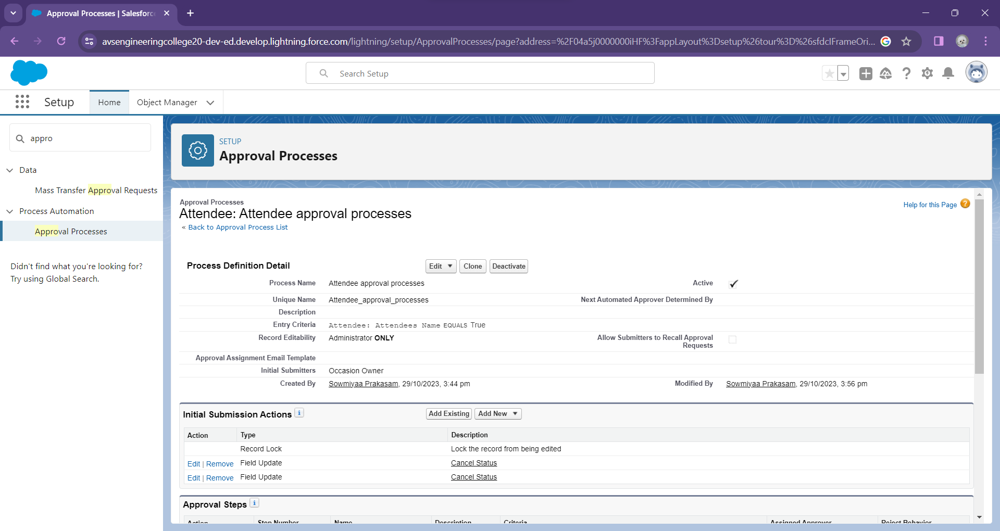 Approval Processes | Salesforc
avsengineeringcollege20-dev-ed.develop.lightning.force.com/lightning/setup/ApprovalProcesses/page?address=%2F04a5j0000000iHF%3FappLayout%3Dsetup%26tour%3D%26sfdcIFrameOri...
Search Setup
Setup
Home
Object Manager
appro
Data
Mass Transfer Approval Requests
Process Automation
Approval Processes
Didn't find what you're looking for?
Try using Global Search.
SETUP
Approval Processes
Approval Processes
Attendee: Attendee approval processes
« Back to Approval Process List
Help for this Page ?
Process Definition Detail Edit Clone Deactivate
Process Name Attendee approval processes Active
Unique Name Attendee_approval_processes Next Automated Approver Determined By
Description
Entry Criteria Attendee: Attendees Name EQUALS True
Record Editability Administrator ONLY Allow Submitters to Recall Approval
Requests
Approval Assignment Email Template
Initial Submitters Occasion Owner
Created By Sowmiyaa Prakasam, 29/10/2023, 3:44 pm Modified By Sowmiyaa Prakasam, 29/10/2023, 3:56 pm
Initial Submission Actions i Add Existing Add New
Action Type Description
Record Lock Lock the record from being edited
Edit | Remove Field Update Cancel Status
Edit | Remove Field Update Cancel Status
Approval Steps i
Action Step Number Name Description Criteria Assigned Approver Reject Behavior